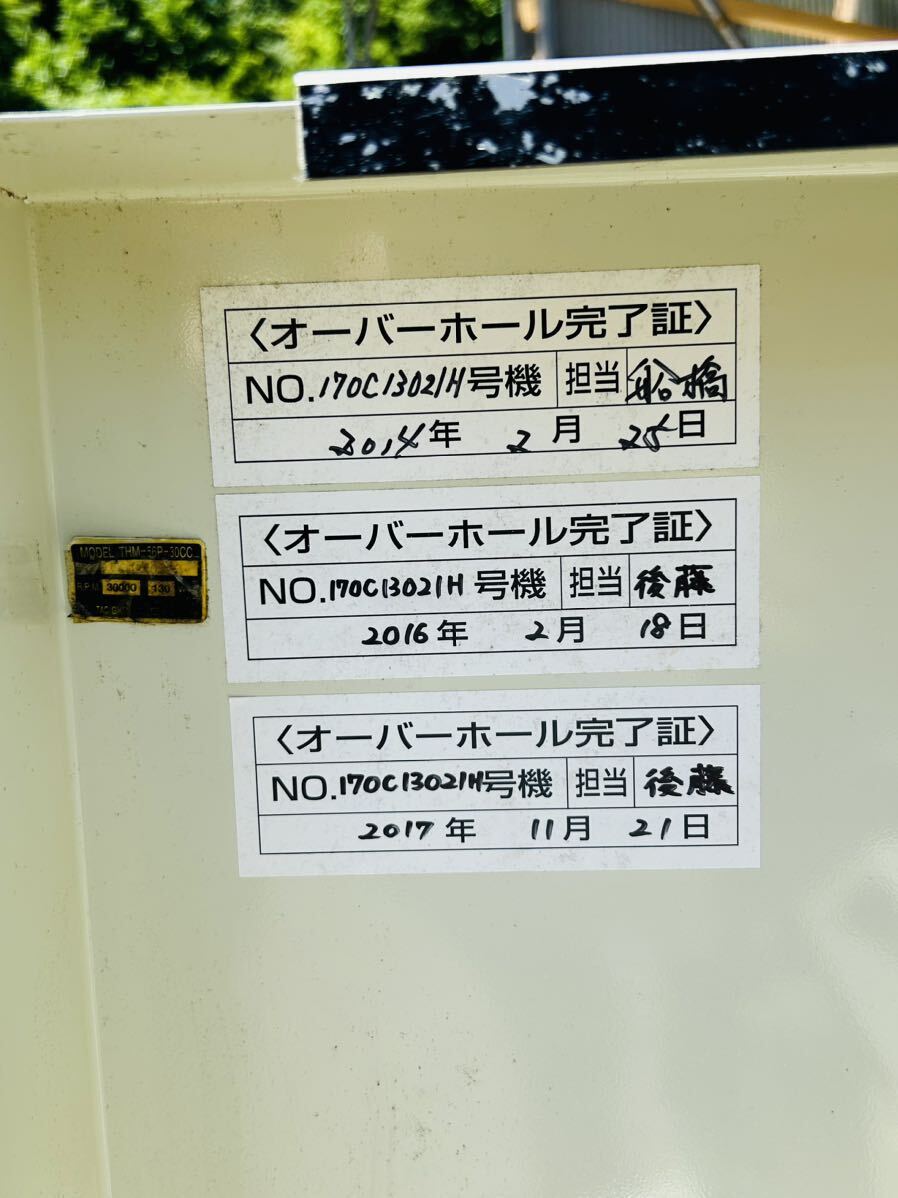 〈オーバーホール完了証〉
NO.170C13021H号機 担当 船橋
2014年 2月 25日
〈オーバーホール完了証〉
NO.170C13021H号機 担当 後藤
2016年 2月 18日
〈オーバーホール完了証〉
NO.170C13021H号機 担当 後藤
2017年 11月 21日
MODEL THM-56P-30CC
R.P.M 30000 130